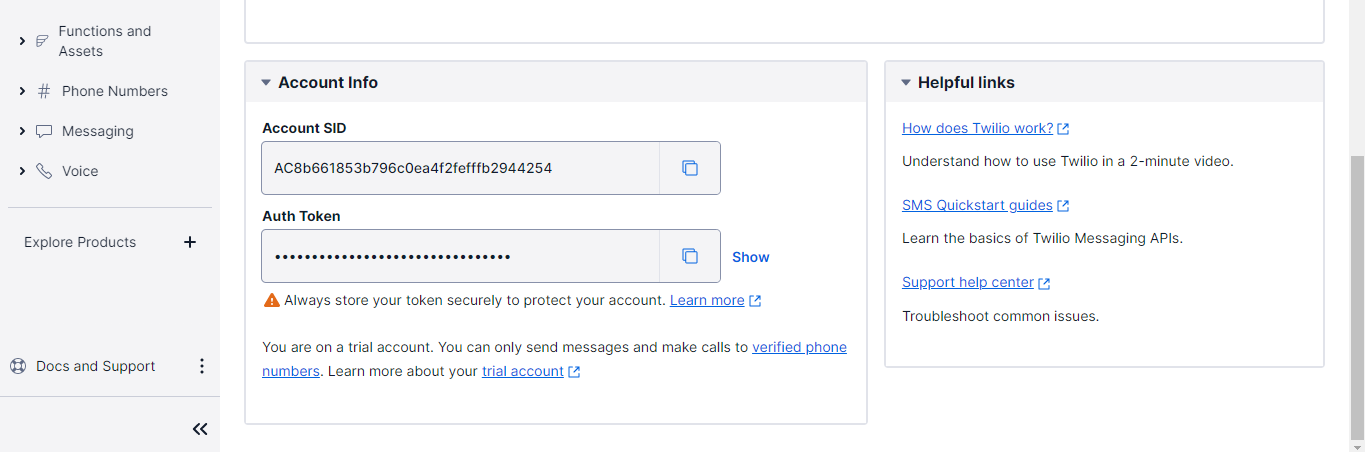 Functions and
Assets
Phone Numbers
Messaging
Voice
Explore Products
Docs and Support
Account Info
Account SID
AC8b661853b796c0ea4f2fefffb2944254
Auth Token
••••••••••••••••••••••••••••••••
Show
Always store your token securely to protect your account. Learn more
You are on a trial account. You can only send messages and make calls to verified phone
numbers. Learn more about your trial account
Helpful links
How does Twilio work?
Understand how to use Twilio in a 2-minute video.
SMS Quickstart guides
Learn the basics of Twilio Messaging APIs.
Support help center
Troubleshoot common issues.